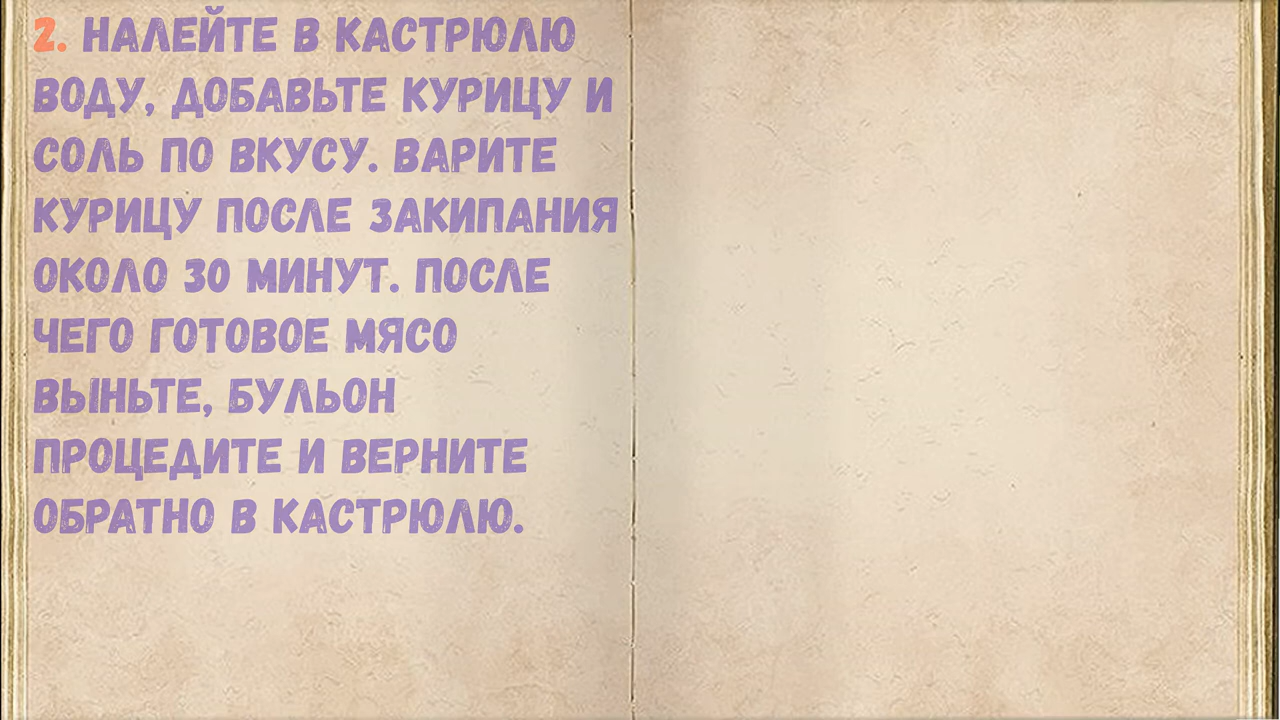 2. НАЛЕЙТЕ В КАСТРЮЛЮ
ВОДУ, ДОБАВЬТЕ КУРИЦУ И
СОЛЬ ПО ВКУСУ. ВАРИТЕ
КУРИЦУ ПОСЛЕ ЗАКИПАНИЯ
ОКОЛО 30 МИНУТ. ПОСЛЕ
ЧЕГО ГОТОВОЕ МЯСО
ВЫНЬТЕ, БУЛЬОН
ПРОЦЕДИТЕ И ВЕРНИТЕ
ОБРАТНО В КАСТРЮЛЮ.